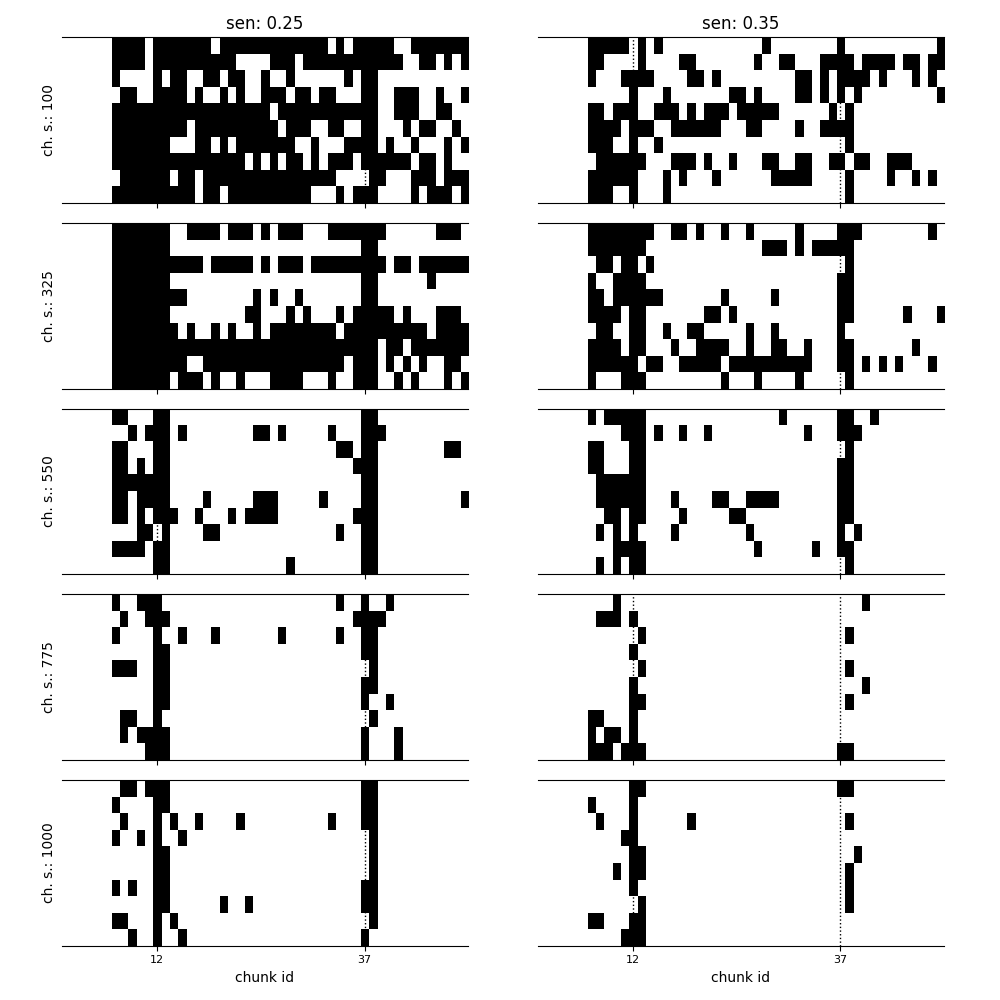 sen: 0.25
sen: 0.35
ch. s.: 100
ch. s.: 325
ch. s.: 550
ch. s.: 775
ch. s.: 1000
12
37
12
37
chunk id
chunk id